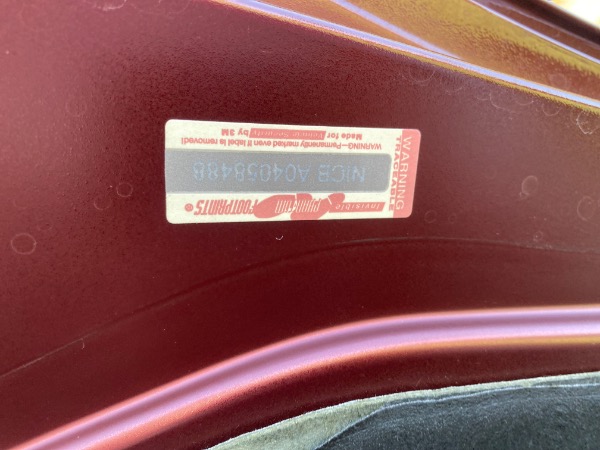 WARNING
TRACEABLE
Invisible
PHANTOM
FOOTPRINTS®
NICB A04058488
WARNING—Permanently marked even if label is removed!
Made for Security by 3M